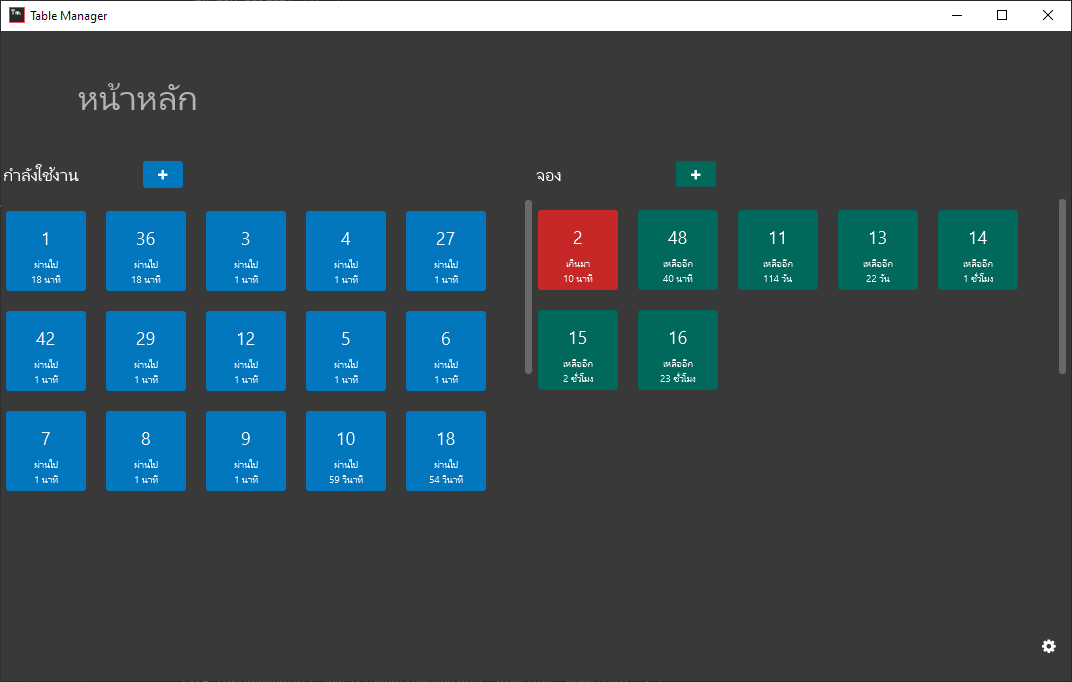 Tm
Table Manager
หน้าหลัก
กำลังใช้งาน
+
จอง
+
1
ผ่านไป
18 นาที
36
ผ่านไป
18 นาที
3
ผ่านไป
1 นาที
4
ผ่านไป
1 นาที
27
ผ่านไป
1 นาที
42
ผ่านไป
1 นาที
29
ผ่านไป
1 นาที
12
ผ่านไป
1 นาที
5
ผ่านไป
1 นาที
6
ผ่านไป
1 นาที
7
ผ่านไป
1 นาที
8
ผ่านไป
1 นาที
9
ผ่านไป
1 นาที
10
ผ่านไป
59 วินาที
18
ผ่านไป
54 วินาที
2
เกินมา
10 นาที
48
เหลืออีก
40 นาที
11
เหลืออีก
114 วัน
13
เหลืออีก
22 วัน
14
เหลืออีก
1 ชั่วโมง
15
เหลืออีก
2 ชั่วโมง
16
เหลืออีก
23 ชั่วโมง